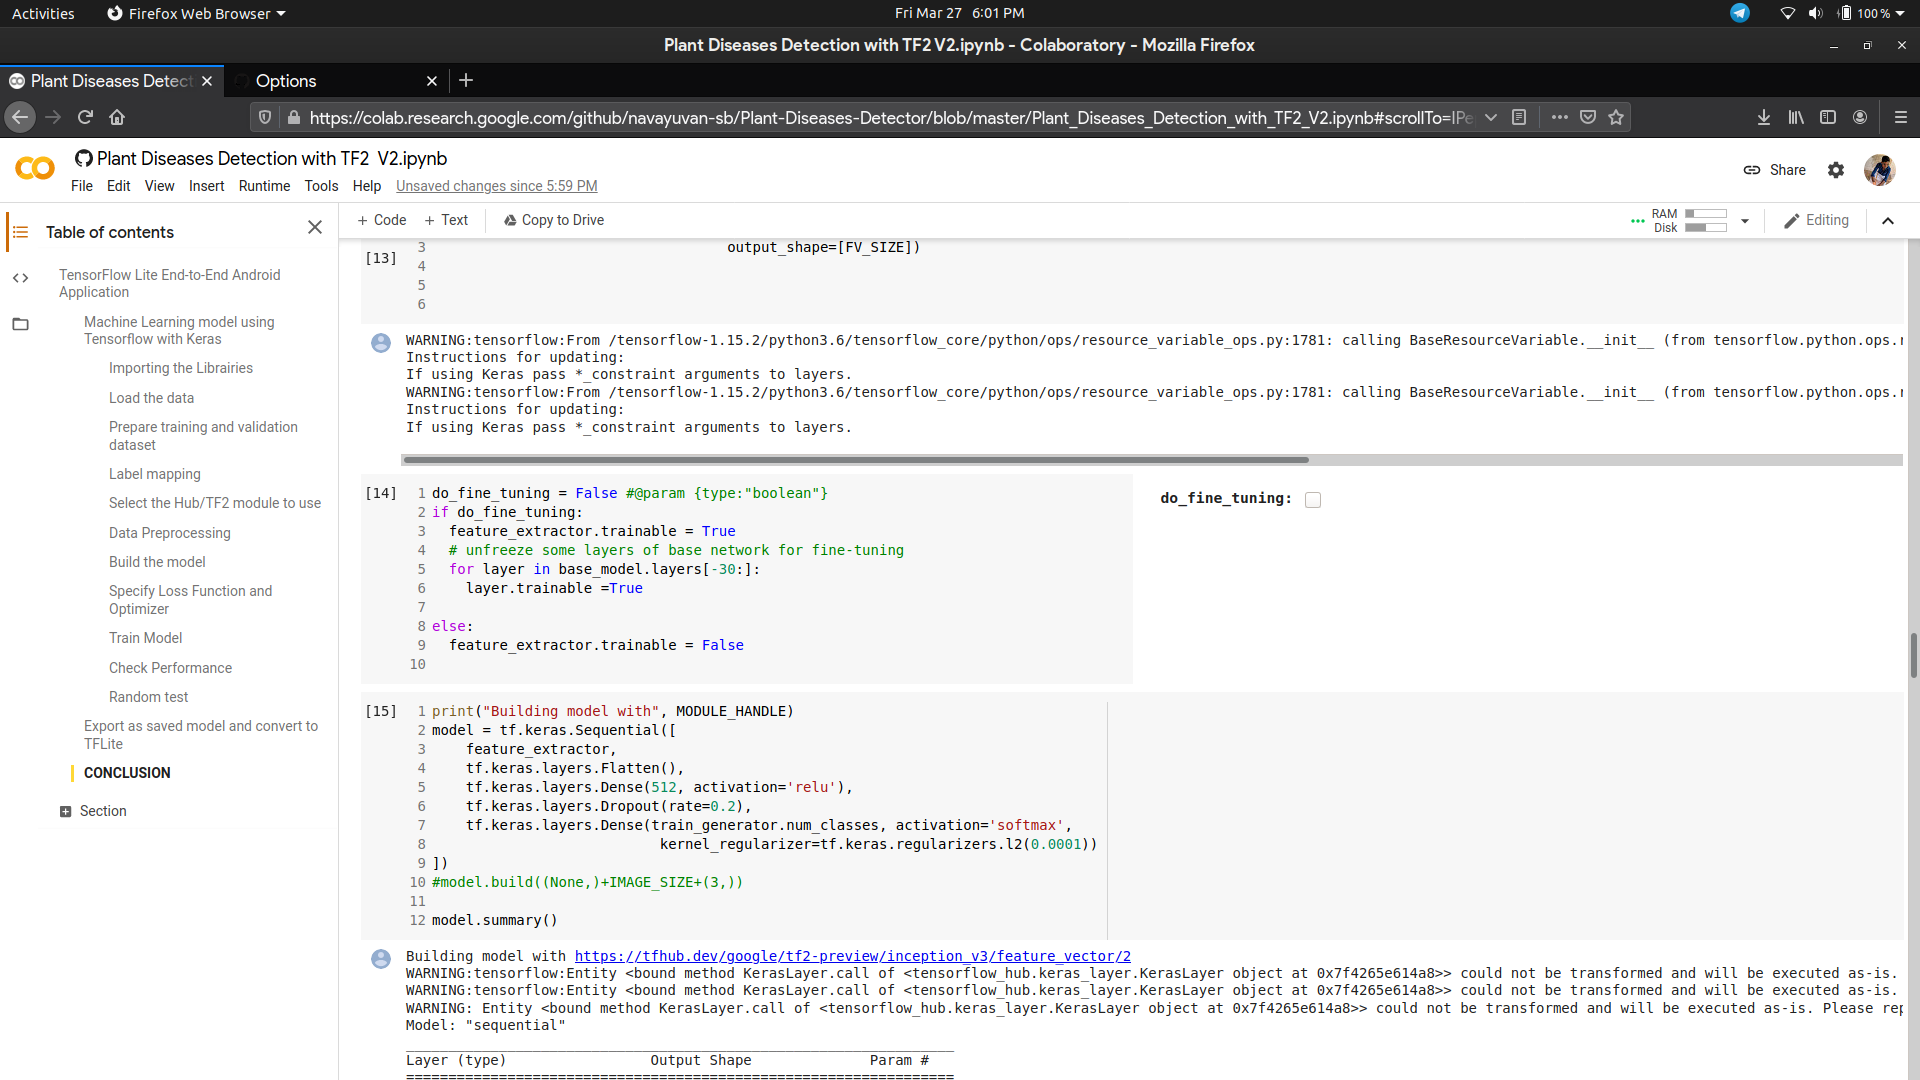 Activities
Firefox Web Browser
Fri Mar 27 6:01 PM
100 %
Plant Diseases Detection with TF2 V2.ipynb - Colaboratory - Mozilla Firefox
Plant Diseases Detect
Options
https://colab.research.google.com/github/navayuvan-sb/Plant-Diseases-Detector/blob/master/Plant_Diseases_Detection_with_TF2_V2.ipynb#scrollTo=IPe
Plant Diseases Detection with TF2 V2.ipynb
File Edit View Insert Runtime Tools Help Unsaved changes since 5:59 PM
Share
Table of contents
+ Code + Text Copy to Drive
RAM
Disk
Editing
TensorFlow Lite End-to-End Android
Application
Machine Learning model using
Tensorflow with Keras
Importing the Librairies
Load the data
Prepare training and validation
dataset
Label mapping
Select the Hub/TF2 module to use
Data Preprocessing
Build the model
Specify Loss Function and
Optimizer
Train Model
Check Performance
Random test
Export as saved model and convert to
TFLite
CONCLUSION
Section
3 output_shape=[FV_SIZE])
[13]
4
5
6
WARNING:tensorflow:From /tensorflow-1.15.2/python3.6/tensorflow_core/python/ops/resource_variable_ops.py:1781: calling BaseResourceVariable.__init__ (from tensorflow.python.ops.r
Instructions for updating:
If using Keras pass *_constraint arguments to layers.
WARNING:tensorflow:From /tensorflow-1.15.2/python3.6/tensorflow_core/python/ops/resource_variable_ops.py:1781: calling BaseResourceVariable.__init__ (from tensorflow.python.ops.r
Instructions for updating:
If using Keras pass *_constraint arguments to layers.
[14] 1 do_fine_tuning = False #@param {type:"boolean"}
2 if do_fine_tuning:
3   feature_extractor.trainable = True
4   # unfreeze some layers of base network for fine-tuning
5   for layer in base_model.layers[-30:]:
6     layer.trainable =True
7
8 else:
9   feature_extractor.trainable = False
10
do_fine_tuning:
[15] 1 print("Building model with", MODULE_HANDLE)
2 model = tf.keras.Sequential([
3     feature_extractor,
4     tf.keras.layers.Flatten(),
5     tf.keras.layers.Dense(512, activation='relu'),
6     tf.keras.layers.Dropout(rate=0.2),
7     tf.keras.layers.Dense(train_generator.num_classes, activation='softmax',
8                            kernel_regularizer=tf.keras.regularizers.l2(0.0001))
9 ])
10 #model.build((None,)+IMAGE_SIZE+(3,))
11
12 model.summary()
Building model with https://tfhub.dev/google/tf2-preview/inception_v3/feature_vector/2
WARNING:tensorflow:Entity <bound method KerasLayer.call of <tensorflow_hub.keras_layer.KerasLayer object at 0x7f4265e614a8>> could not be transformed and will be executed as-is.
WARNING:tensorflow:Entity <bound method KerasLayer.call of <tensorflow_hub.keras_layer.KerasLayer object at 0x7f4265e614a8>> could not be transformed and will be executed as-is.
WARNING: Entity <bound method KerasLayer.call of <tensorflow_hub.keras_layer.KerasLayer object at 0x7f4265e614a8>> could not be transformed and will be executed as-is. Please rep
Model: "sequential"
_________________________________________________________________
Layer (type)                 Output Shape              Param #
=================================================================